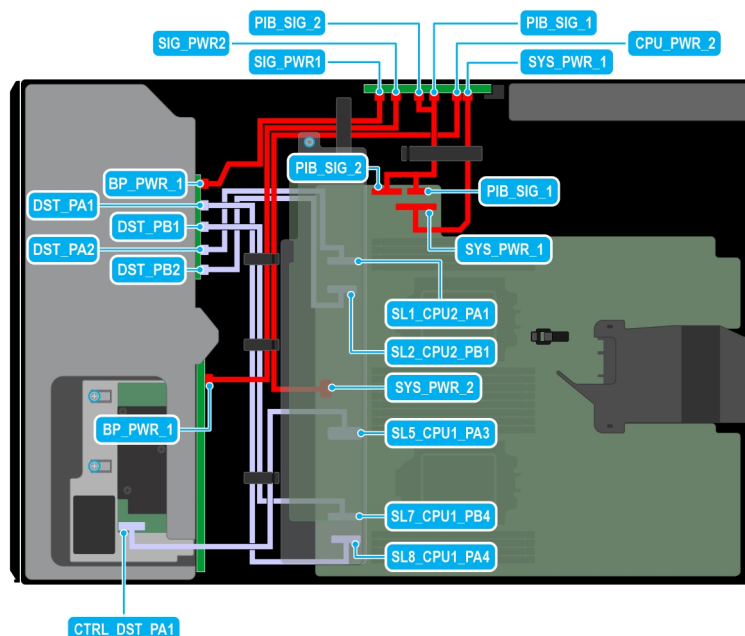 PIB_SIG_2
PIB_SIG_1
SIG_PWR2
CPU_PWR_2
SIG_PWR1
SYS_PWR_1
PIB_SIG_2
BP_PWR_1
PIB_SIG_1
DST_PA1
DST_PB1
DST_PA2
SYS_PWR_1
DST_PB2
SL1_CPU2_PA1
SL2_CPU2_PB1
SYS_PWR_2
BP_PWR_1
SL5_CPU1_PA3
SL7_CPU1_PB4
SL8_CPU1_PA4
CTRL_DST_PA1